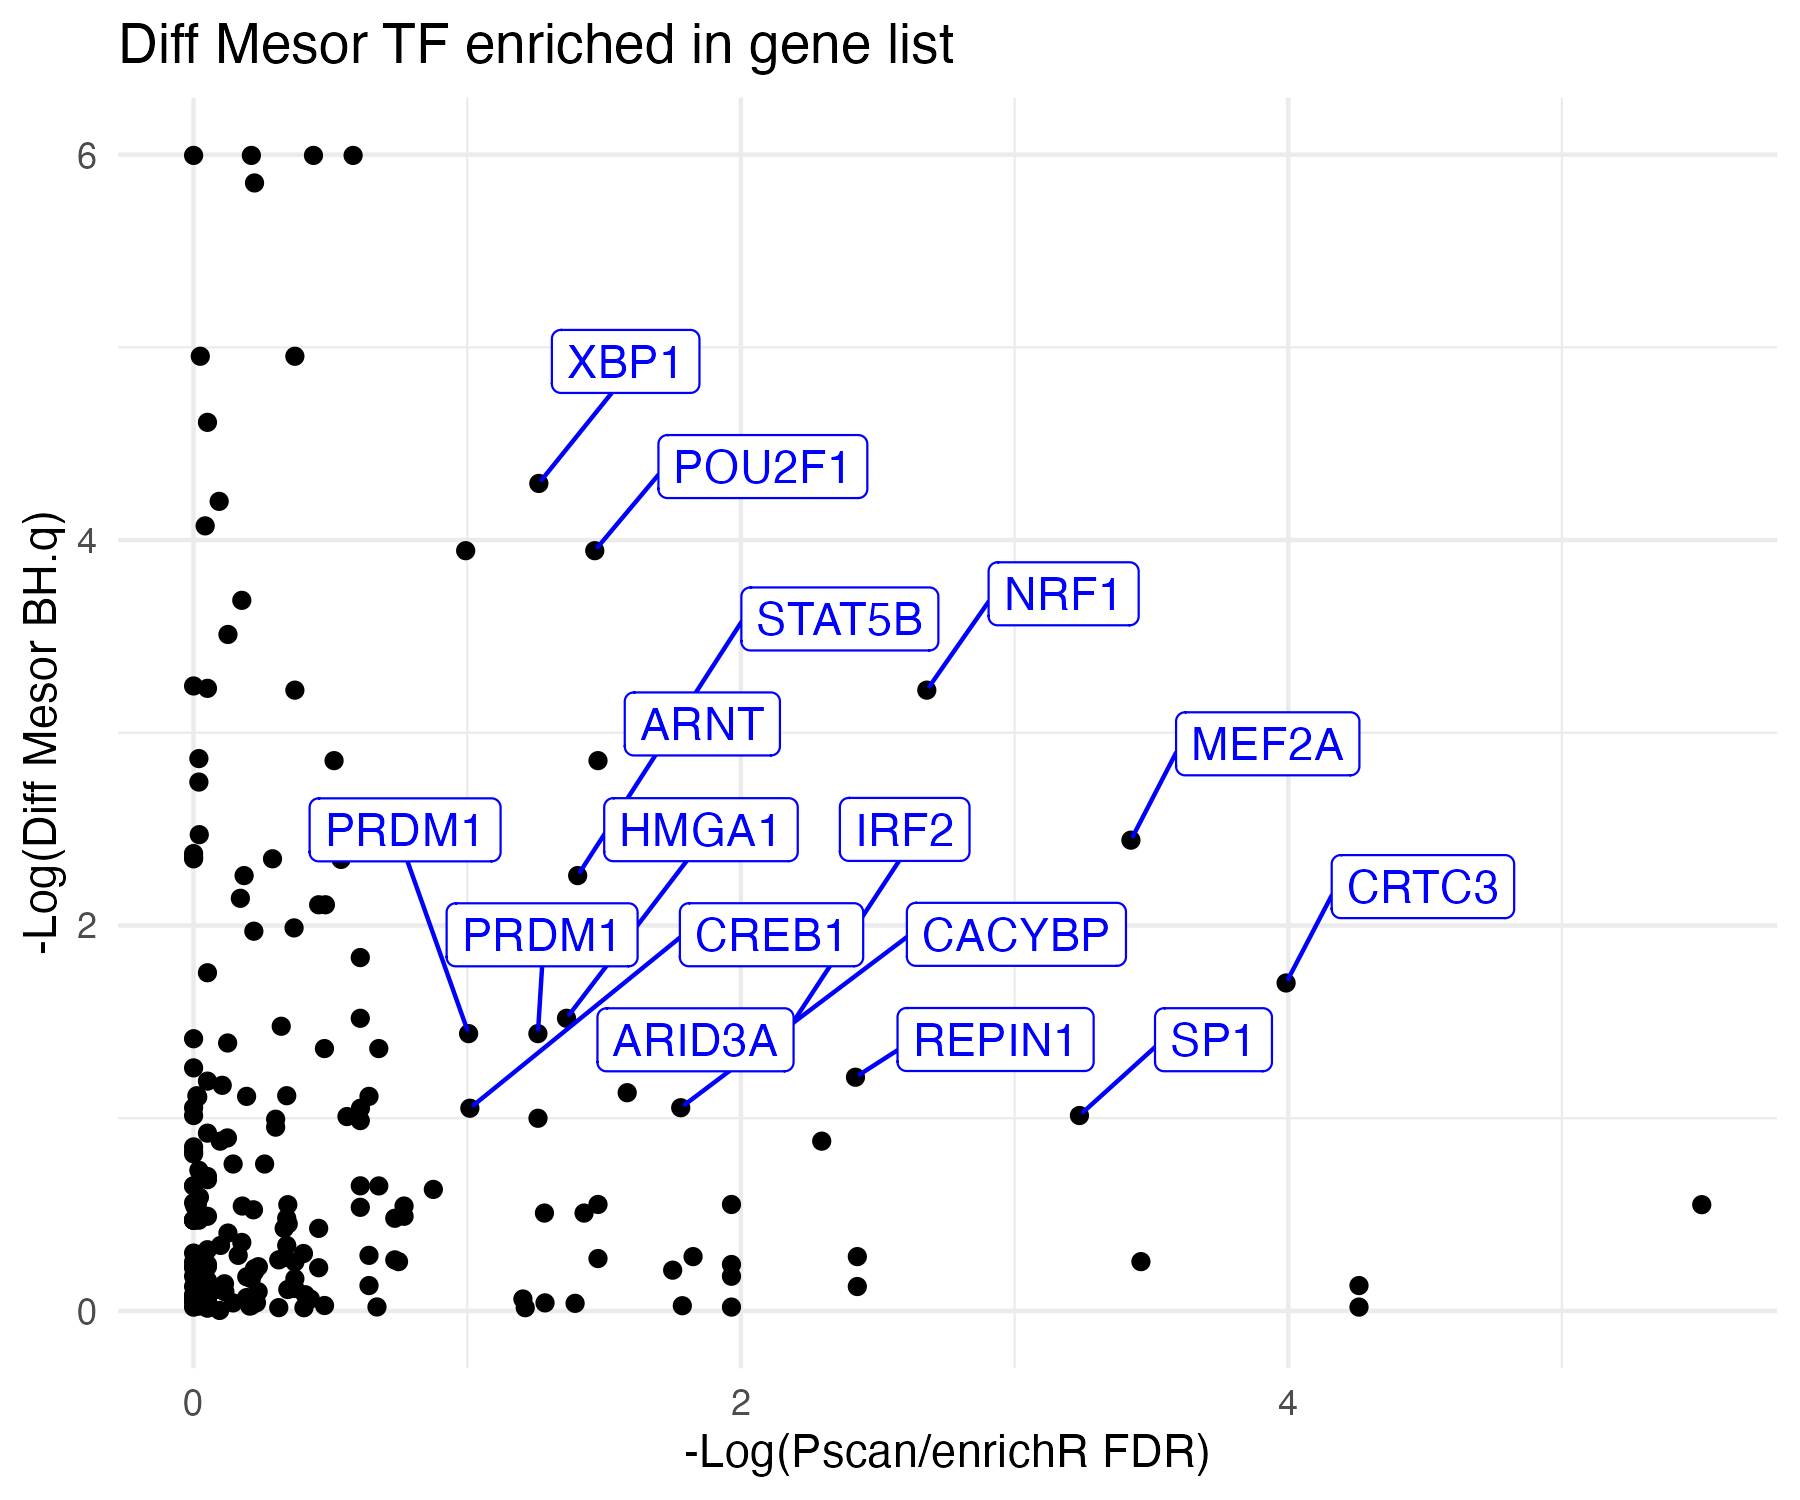 Diff Mesor TF enriched in gene list
-Log(Diff Mesor BH.q)
6
4
2
0
XBP1
POU2F1
NRF1
STAT5B
ARNT
MEF2A
PRDM1
HMGA1
IRF2
CRTC3
PRDM1
CREB1
CACYBP
ARID3A
REPIN1
SP1
0
2
4
-Log(Pscan/enrichR FDR)